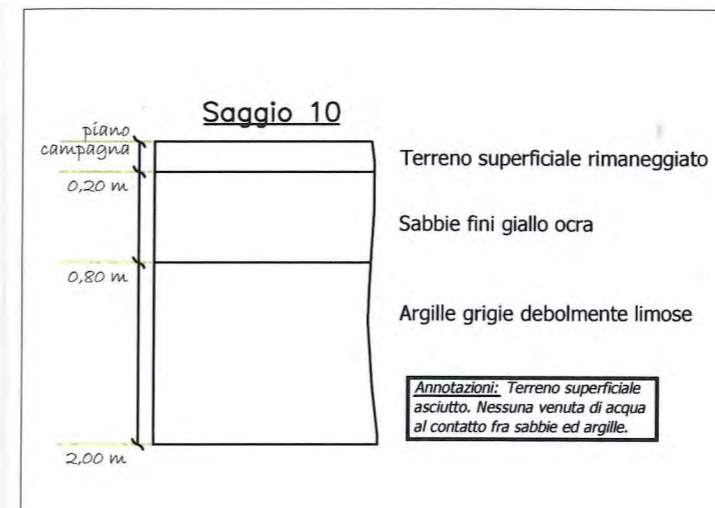 Saggio 10
piano
campagna
Terreno superficiale rimaneggiato
0,20 m
Sabbie fini giallo ocra
0,80 m
Argille grigie debolmente limose
Annotazioni: Terreno superficiale
asciutto. Nessuna venuta di acqua
al contatto fra sabbie ed argille.
2,00 m